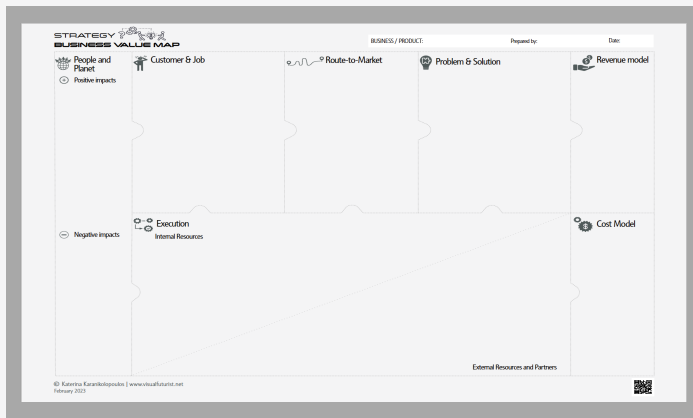 STRATEGY
BUSINESS VALUE MAP
BUSINESS / PRODUCT:
Prepared by:
Date:
People and
Planet
Positive impacts
Customer & Job
Route-to-Market
Problem & Solution
Revenue model
Negative impacts
Execution
Internal Resources
Cost Model
External Resources and Partners
© Katerina Karanikolopoulos | www.visualfuturist.net
February 2023